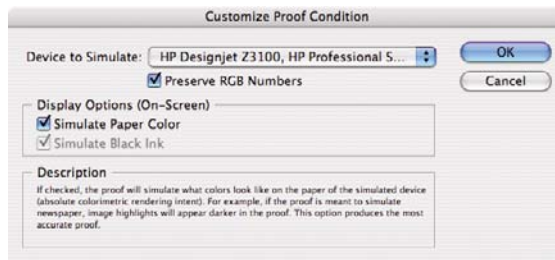 Customize Proof Condition
Device to Simulate: HP Designjet Z3100, HP Professional S... OK
Preserve RGB Numbers Cancel
Display Options (On-Screen)
Simulate Paper Color
Simulate Black Ink
Description
If checked, the proof will simulate what colors look like on the paper of the simulated device
(absolute colorimetric rendering intent). For example, if the proof is meant to simulate
newspaper, image highlights will appear darker in the proof. This option produces the most
accurate proof.